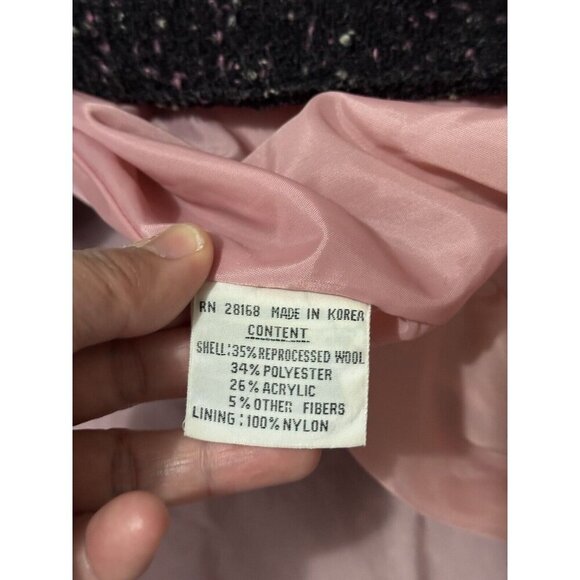 RN 28168 MADE IN KOREA
CONTENT
SHELL:35% REPROCESSED WOOL
34% POLYESTER
26% ACRYLIC
5% OTHER FIBERS
LINING:100% NYLON